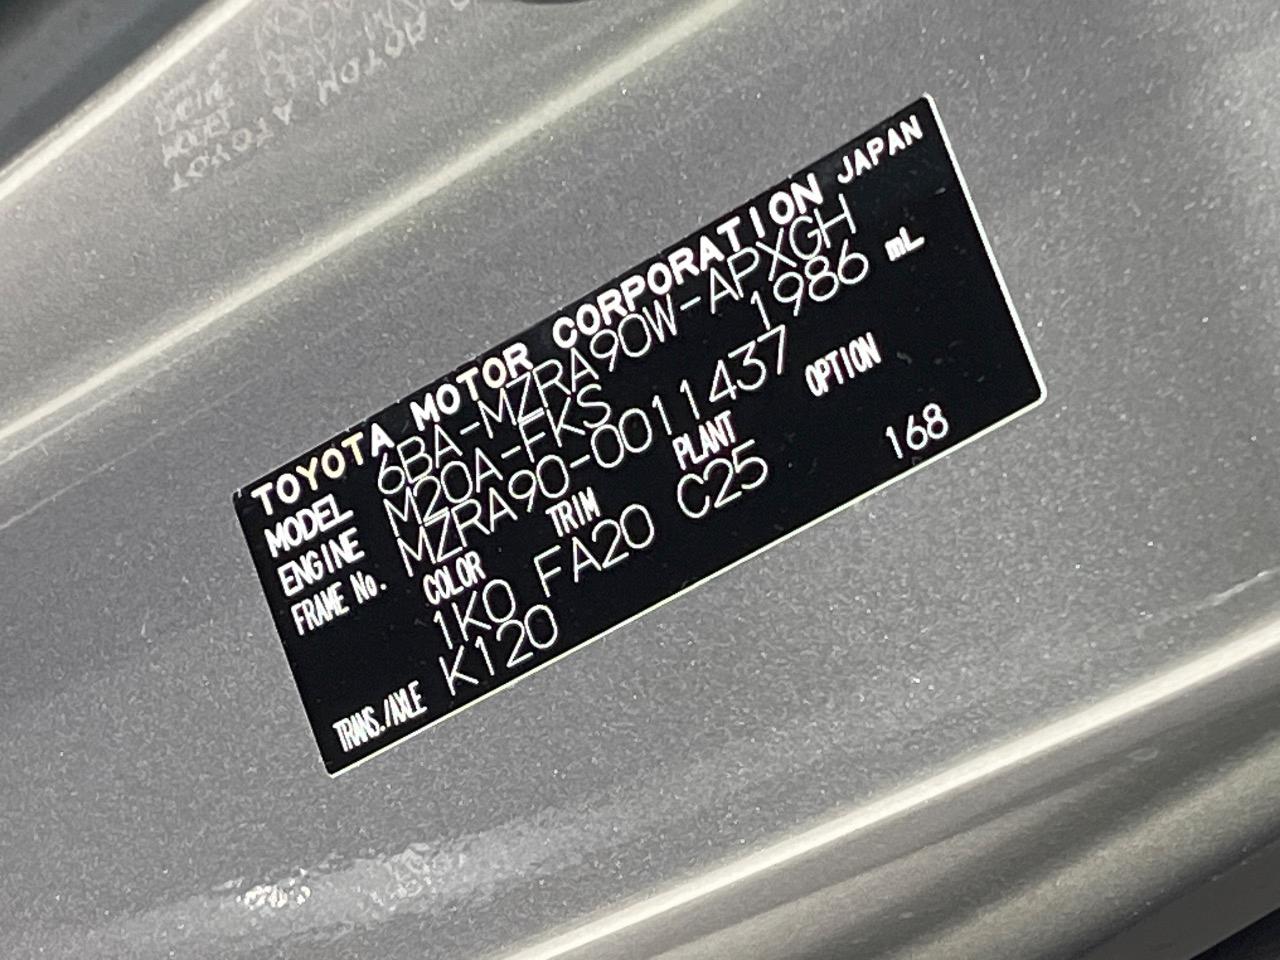 TOYOTA MOTOR CORPORATION JAPAN
MODEL 6BA-MZRA90W-APXGH
ENGINE M20A-FKS 1986 mL
FRAME No. MZRA90-0011437
COLOR TRIM PLANT OPTION
1K0 FA20 C25 168
TRANS./AXLE K120